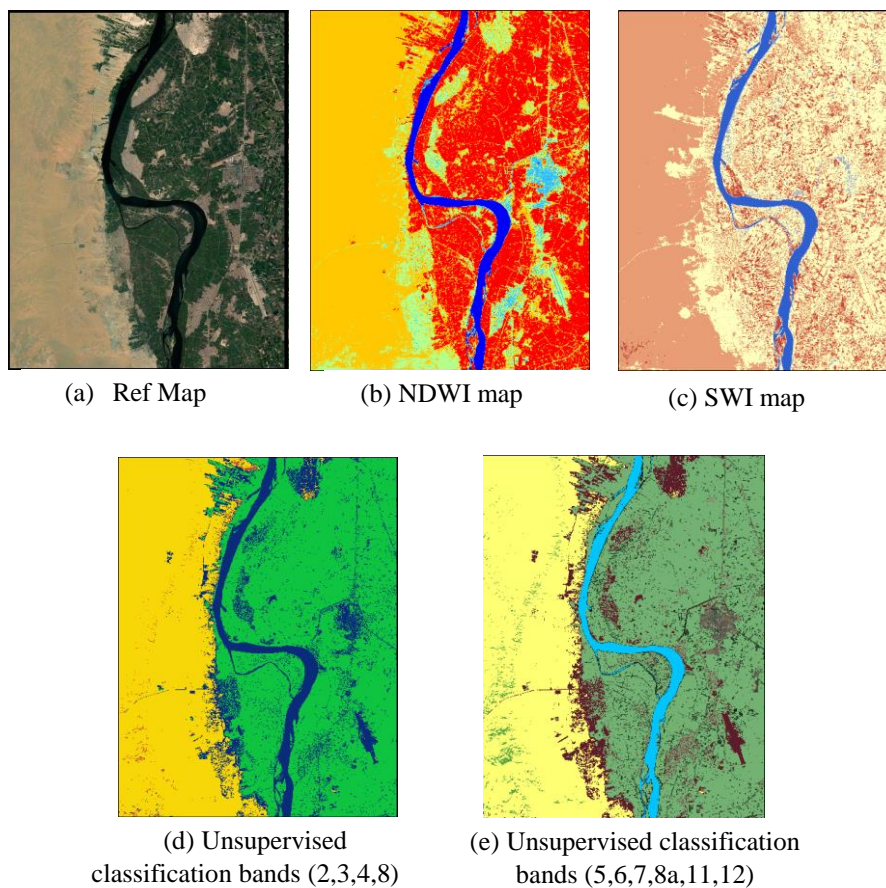 (a) Ref Map
(b) NDWI map
(c) SWI map
(d) Unsupervised
classification bands (2,3,4,8)
(e) Unsupervised classification
bands (5,6,7,8a,11,12)